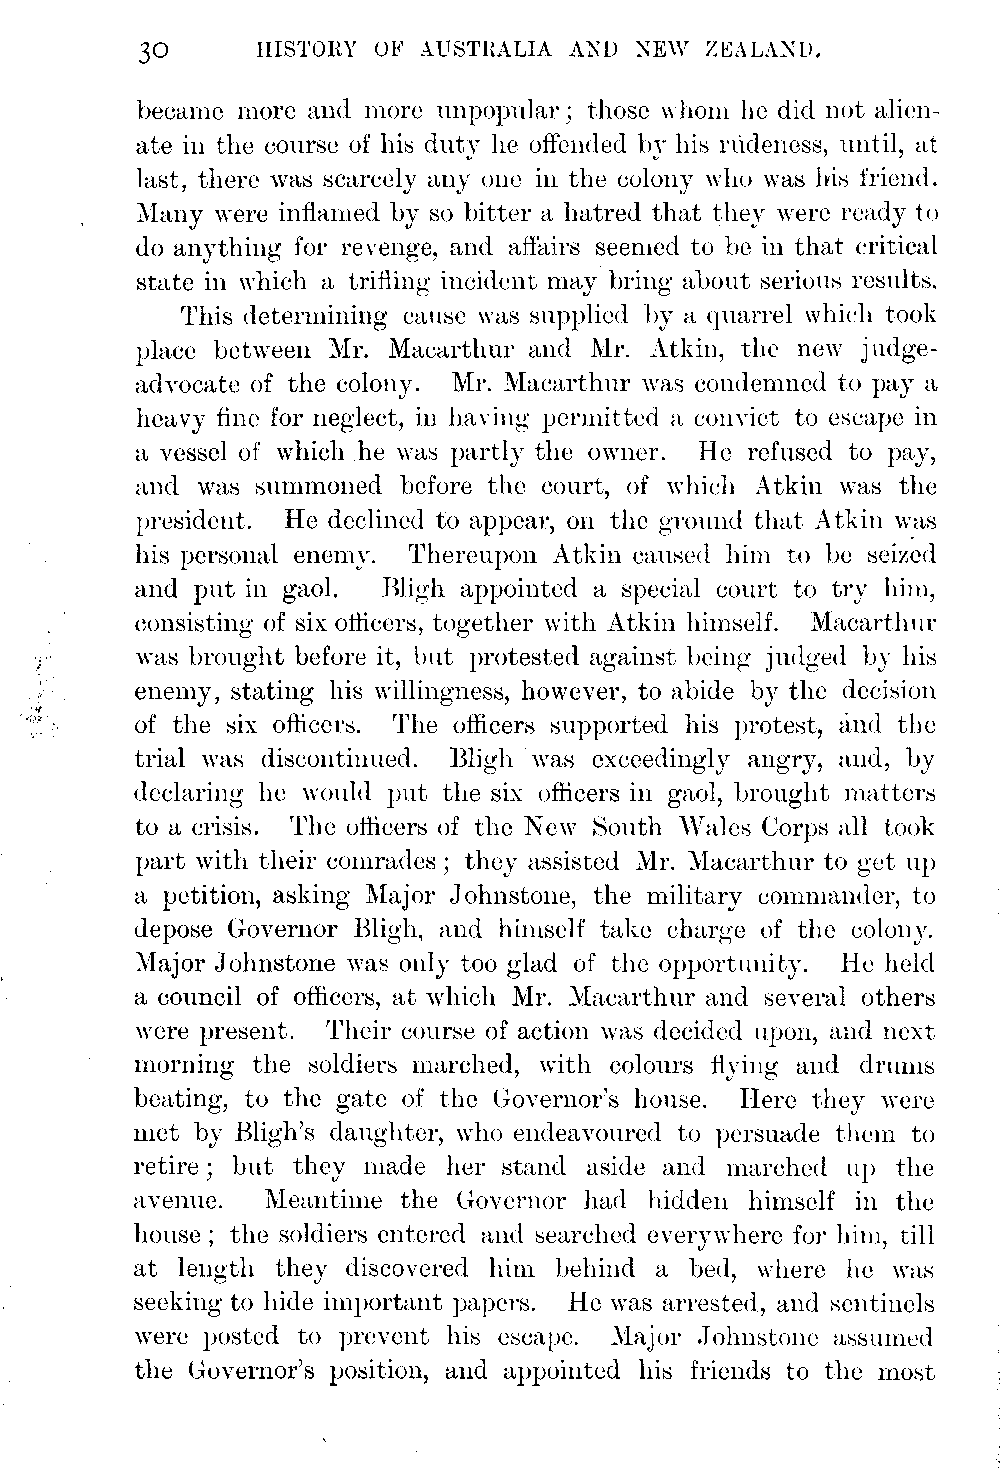 30 HISTORY OF AUSTRALIA AND NEW ZEALAND.
became more and more unpopular; those whom he did not alien-
ate in the course of his duty he offended by his rudeness, until, at
last, there was scarcely any one in the colony who was his friend.
Many were inflamed by so bitter a hatred that they were ready to
do anything for revenge, and affairs seemed to be in that critical
state in which a trifling incident may bring about serious results.
This determining cause was supplied by a quarrel which took
place between Mr. Macarthur and Mr. Atkin, the new judge-
advocate of the colony. Mr. Macarthur was condemned to pay a
heavy fine for neglect, in having permitted a convict to escape in
a vessel of which he was partly the owner. He refused to pay,
and was summoned before the court, of which Atkin was the
president. He declined to appear, on the ground that Atkin was
his personal enemy. Thereupon Atkin caused him to be seized
and put in gaol. Bligh appointed a special court to try him,
consisting of six officers, together with Atkin himself. Macarthur
was brought before it, but protested against being judged by his
enemy, stating his willingness, however, to abide by the decision
of the six officers. The officers supported his protest, and the
trial was discontinued. Bligh was exceedingly angry, and, by
declaring he would put the six officers in gaol, brought matters
to a crisis. The officers of the New South Wales Corps all took
part with their comrades; they assisted Mr. Macarthur to get up
a petition, asking Major Johnstone, the military commander, to
depose Governor Bligh, and himself take charge of the colony.
Major Johnstone was only too glad of the opportunity. He held
a council of officers, at which Mr. Macarthur and several others
were present. Their course of action was decided upon, and next
morning the soldiers marched, with colours flying and drums
beating, to the gate of the Governor's house. Here they were
met by Bligh's daughter, who endeavoured to persuade them to
retire; but they made her stand aside and marched up the
avenue. Meantime the Governor had hidden himself in the
house; the soldiers entered and searched everywhere for him, till
at length they discovered him behind a bed, where he was
seeking to hide important papers. He was arrested, and sentinels
were posted to prevent his escape. Major Johnstone assumed
the Governor's position, and appointed his friends to the most